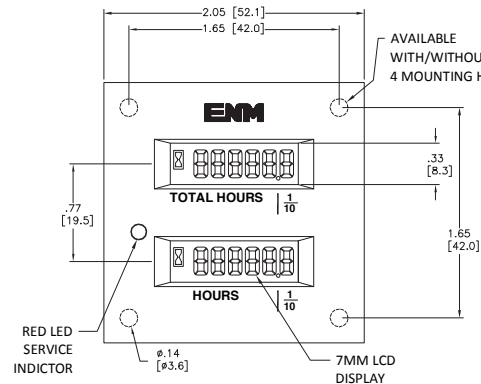 2.05 [52.1]
1.65 [42.0]
AVAILABLE
WITH/WITHOU
4 MOUNTING H
ENM
.33
[8.3]
TOTAL HOURS
1
10
.77
[19.5]
1.65
[42.0]
HOURS
1
10
RED LED
SERVICE
INDICTOR
ø.14
[ø3.6]
7MM LCD
DISPLAY